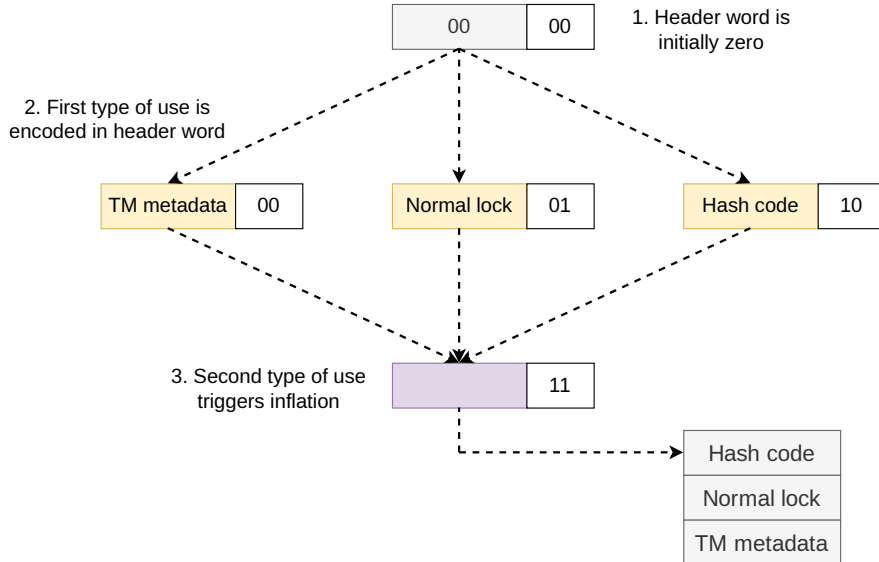 00 00
1. Header word is
initially zero
2. First type of use is
encoded in header word
TM metadata 00
Normal lock 01
Hash code 10
3. Second type of use
triggers inflation
11
Hash code
Normal lock
TM metadata